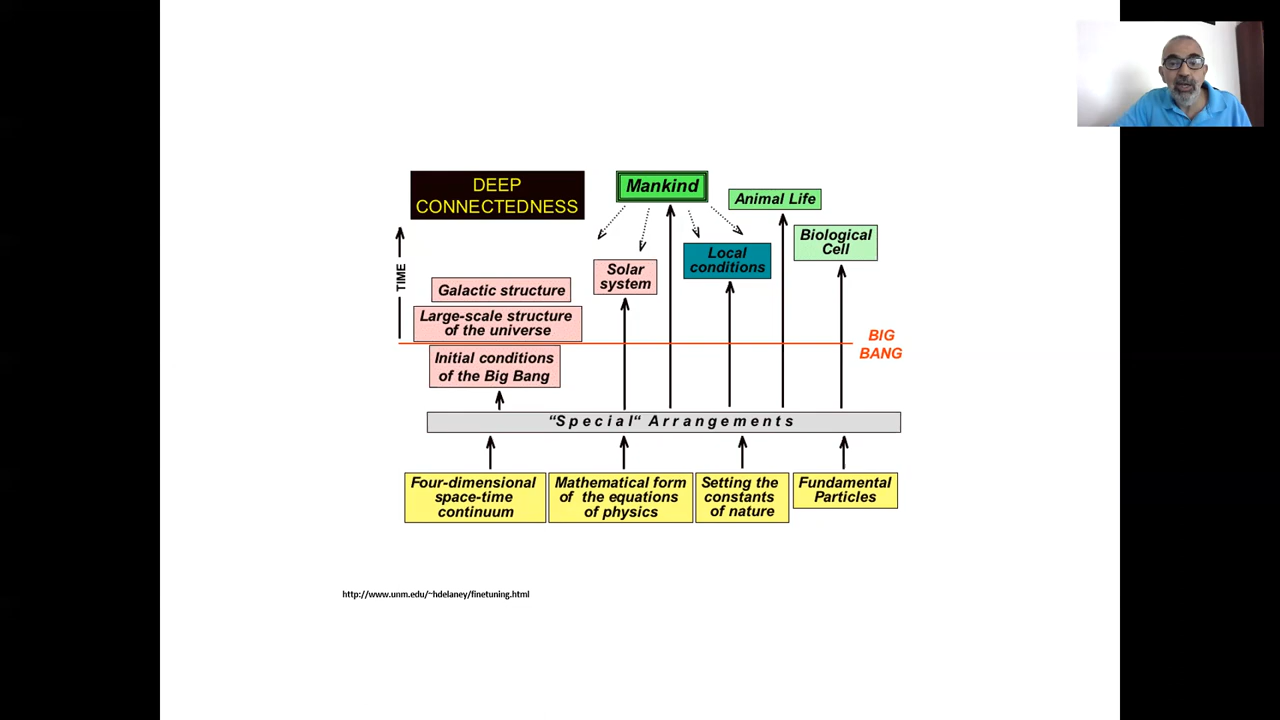 DEEP
CONNECTEDNESS
Mankind
Animal Life
Biological
Cell
Local
conditions
Solar
system
TIME
Galactic structure
Large-scale structure
of the universe
BIG
BANG
Initial conditions
of the Big Bang
“Special“ Arrangements
Four-dimensional
space-time
continuum
Mathematical form
of the equations
of physics
Setting the
constants
of nature
Fundamental
Particles
http://www.unm.edu/~hdelaney/finetuning.html